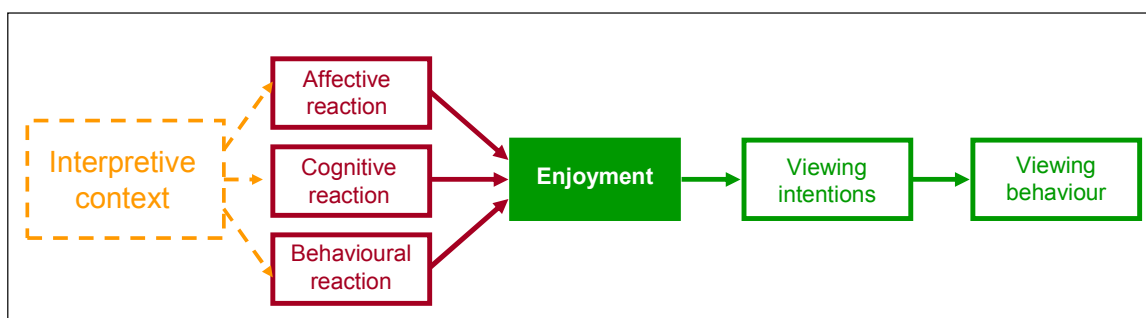 Interpretive
context
Affective
reaction
Cognitive
reaction
Behavioural
reaction
Enjoyment
Viewing
intentions
Viewing
behaviour